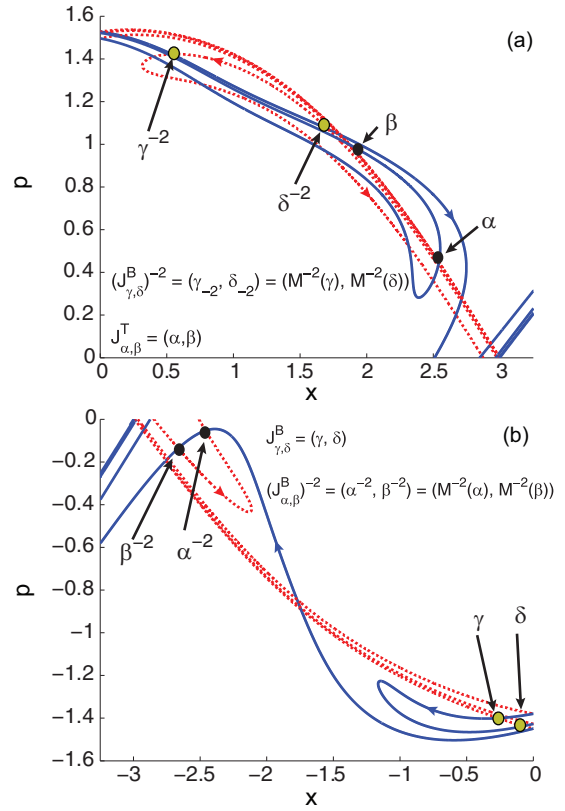 (a)
1.6
1.4
1.2
1
0.8
0.6
0.4
0.2
0
p
γ⁻²
δ⁻²
β
α
(J^B_γ,δ)⁻² = (γ₋₂, δ₋₂) = (M⁻²(γ), M⁻²(δ))
J^T_α,β = (α,β)
0 0.5 1 1.5 2 2.5 3
x
(b)
0
−0.2
−0.4
−0.6
−0.8
−1
−1.2
−1.4
−1.6
p
J^B_γ,δ = (γ, δ)
(J^B_α,β)⁻² = (α⁻², β⁻²) = (M⁻²(α), M⁻²(β))
β⁻² α⁻²
γ δ
−3 −2.5 −2 −1.5 −1 −0.5 0
x